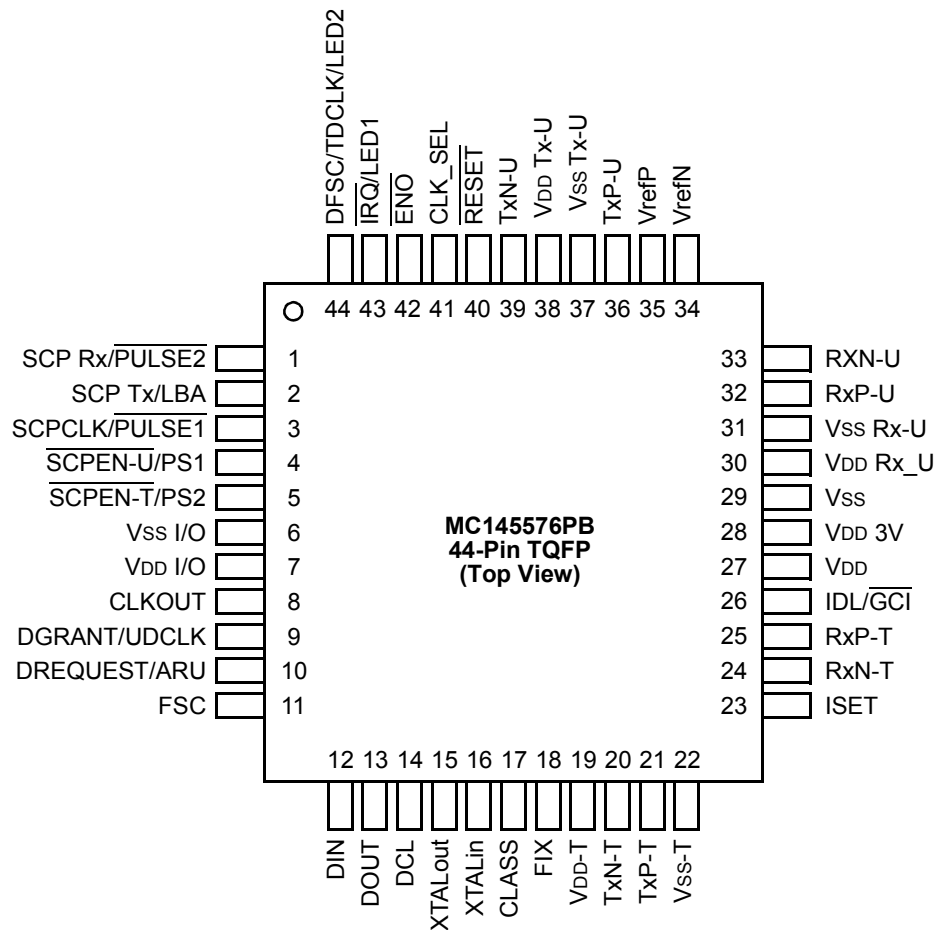 DFSC/TDCLK/LED2
IRQ/LED1
ENO
CLK_SEL
RESET
TxN-U
VDD Tx-U
VSS Tx-U
TxP-U
VrefP
VrefN
44 43 42 41 40 39 38 37 36 35 34
SCP Rx/PULSE2 1
SCP Tx/LBA 2
SCPCLK/PULSE1 3
SCPEN-U/PS1 4
SCPEN-T/PS2 5
VSS I/O 6
VDD I/O 7
CLKOUT 8
DGRANT/UDCLK 9
DREQUEST/ARU 10
FSC 11
MC145576PB
44-Pin TQFP
(Top View)
33 RXN-U
32 RxP-U
31 VSS Rx-U
30 VDD Rx_U
29 VSS
28 VDD 3V
27 VDD
26 IDL/GCI
25 RxP-T
24 RxN-T
23 ISET
12 13 14 15 16 17 18 19 20 21 22
DIN
DOUT
DCL
XTALout
XTALin
CLASS
FIX
VDD-T
TxN-T
TxP-T
VSS-T